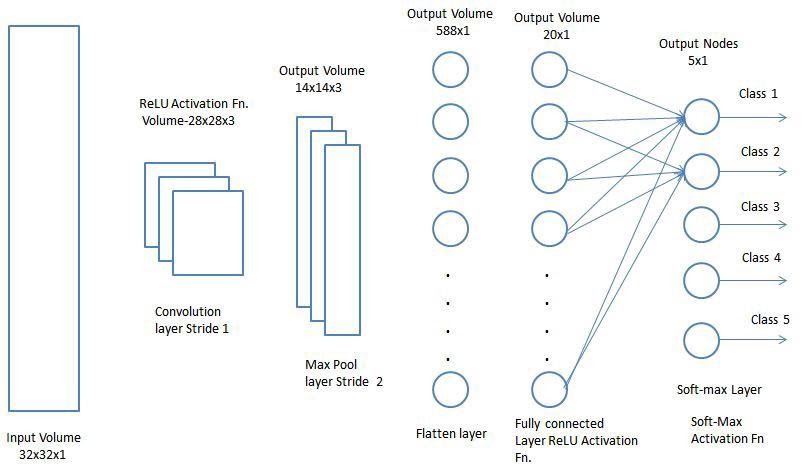 Input Volume
32x32x1
ReLU Activation Fn.
Volume-28x28x3
Convolution
layer Stride 1
Output Volume
14x14x3
Max Pool
layer Stride 2
Output Volume
588x1
Flatten layer
Output Volume
20x1
Fully connected
Layer ReLU Activation
Fn.
Output Nodes
5x1
Class 1
Class 2
Class 3
Class 4
Class 5
Soft-max Layer
Soft-Max
Activation Fn